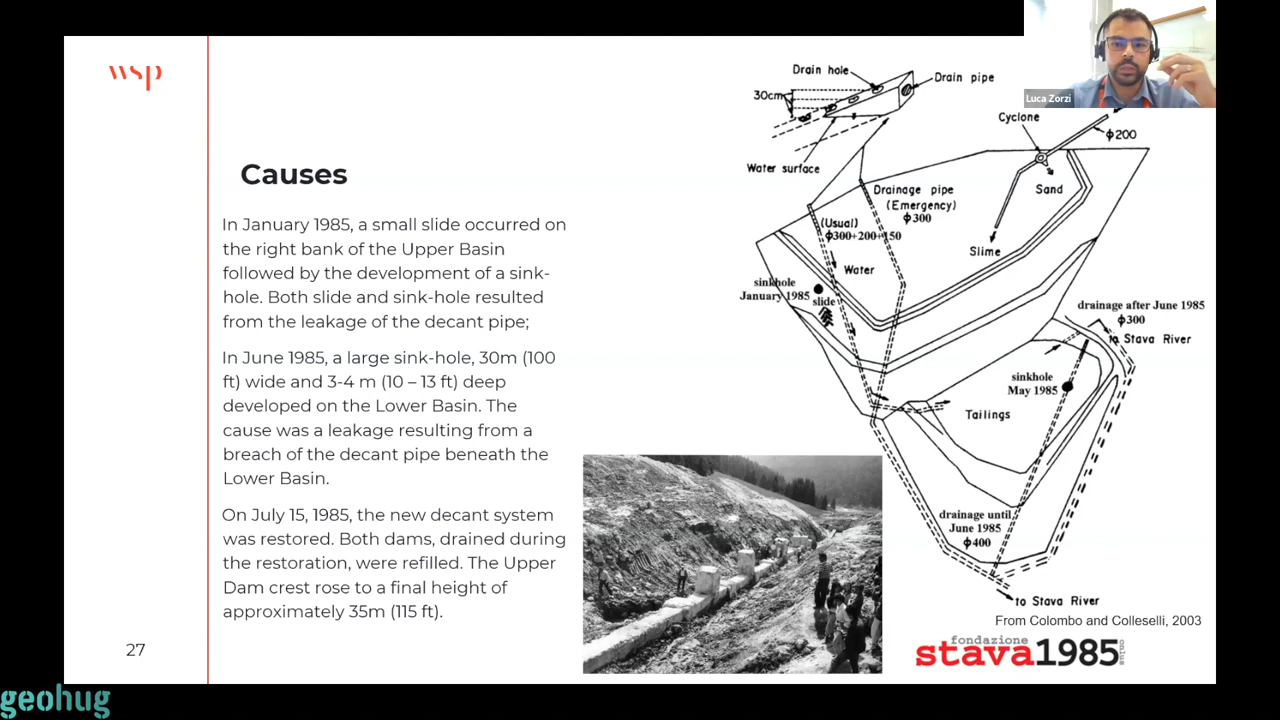 wsp
Luca Zorzi
Causes
In January 1985, a small slide occurred on
the right bank of the Upper Basin
followed by the development of a sink-
hole. Both slide and sink-hole resulted
from the leakage of the decant pipe;
In June 1985, a large sink-hole, 30m (100
ft) wide and 3-4 m (10 – 13 ft) deep
developed on the Lower Basin. The
cause was a leakage resulting from a
breach of the decant pipe beneath the
Lower Basin.
On July 15, 1985, the new decant system
was restored. Both dams, drained during
the restoration, were refilled. The Upper
Dam crest rose to a final height of
approximately 35m (115 ft).
27
Drain hole
Drain pipe
30cm
Water surface
Cyclone
ϕ200
Sand
Slime
Drainage pipe
(Emergency)
ϕ300
(Usual)
ϕ300+200+150
Water
sinkhole
January 1985
slide
drainage after June 1985
ϕ300
to Stava River
sinkhole
May 1985
Tailings
drainage until
June 1985
ϕ400
to Stava River
From Colombo and Colleselli, 2003
fondazione
stava1985
onlus
geohug